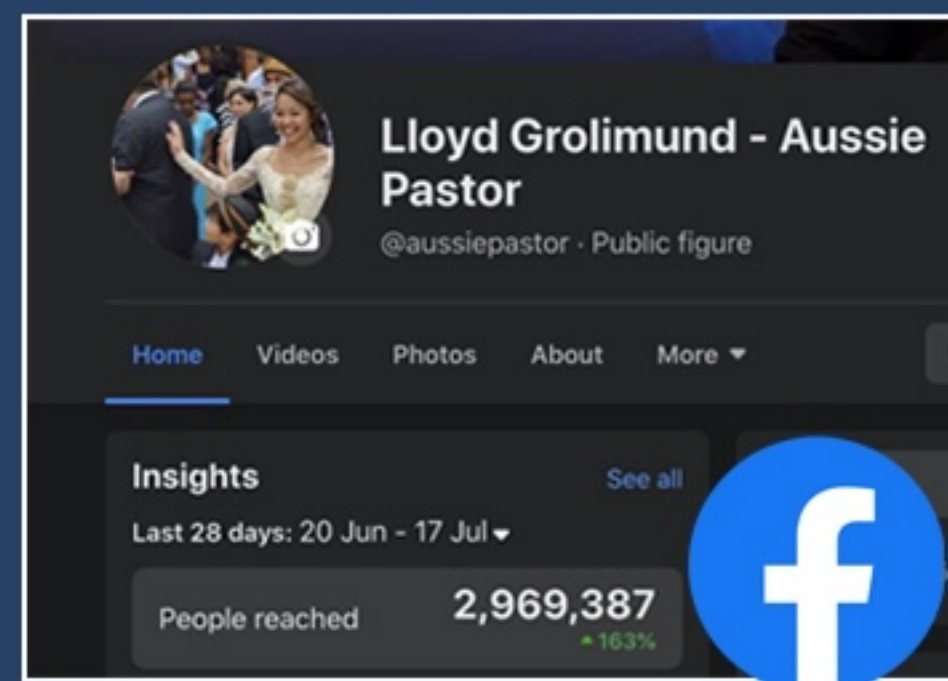 Lloyd Grolimund - Aussie
Pastor
@aussiepastor · Public figure
Home Videos Photos About More
Insights See all
Last 28 days: 20 Jun - 17 Jul
People reached 2,969,387
163%